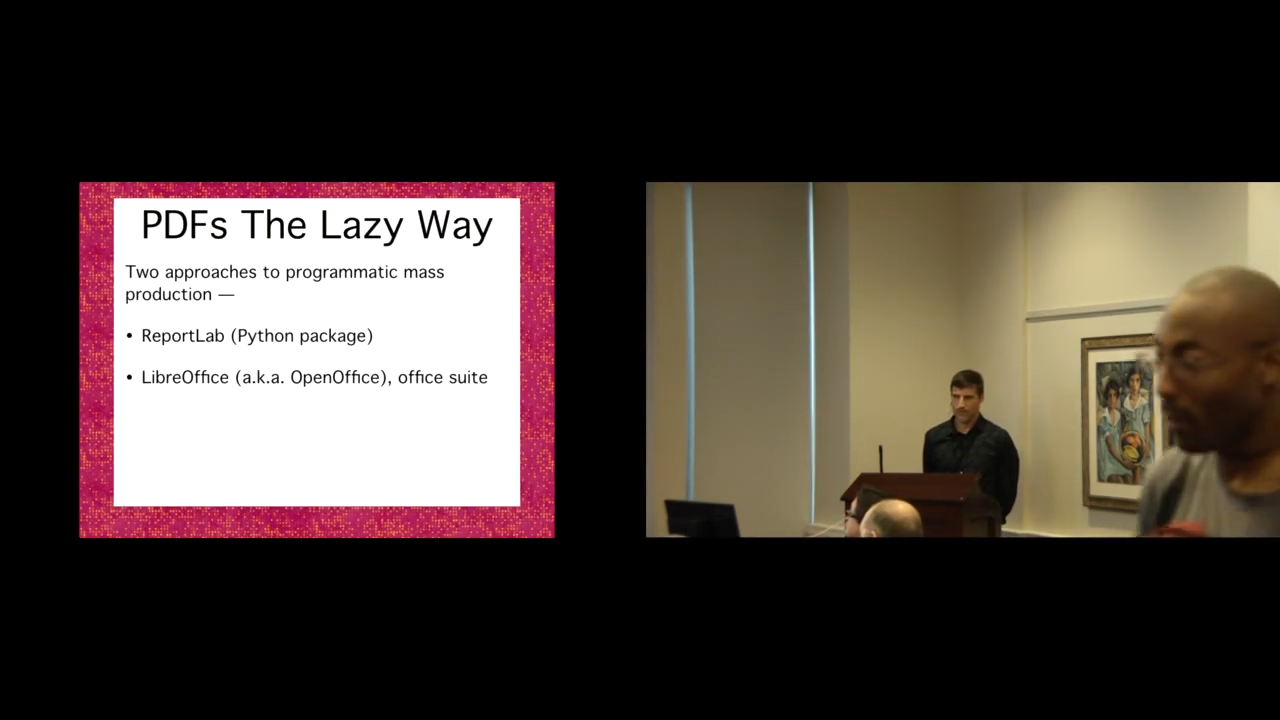 PDFs The Lazy Way
Two approaches to programmatic mass
production —
• ReportLab (Python package)
• LibreOffice (a.k.a. OpenOffice), office suite